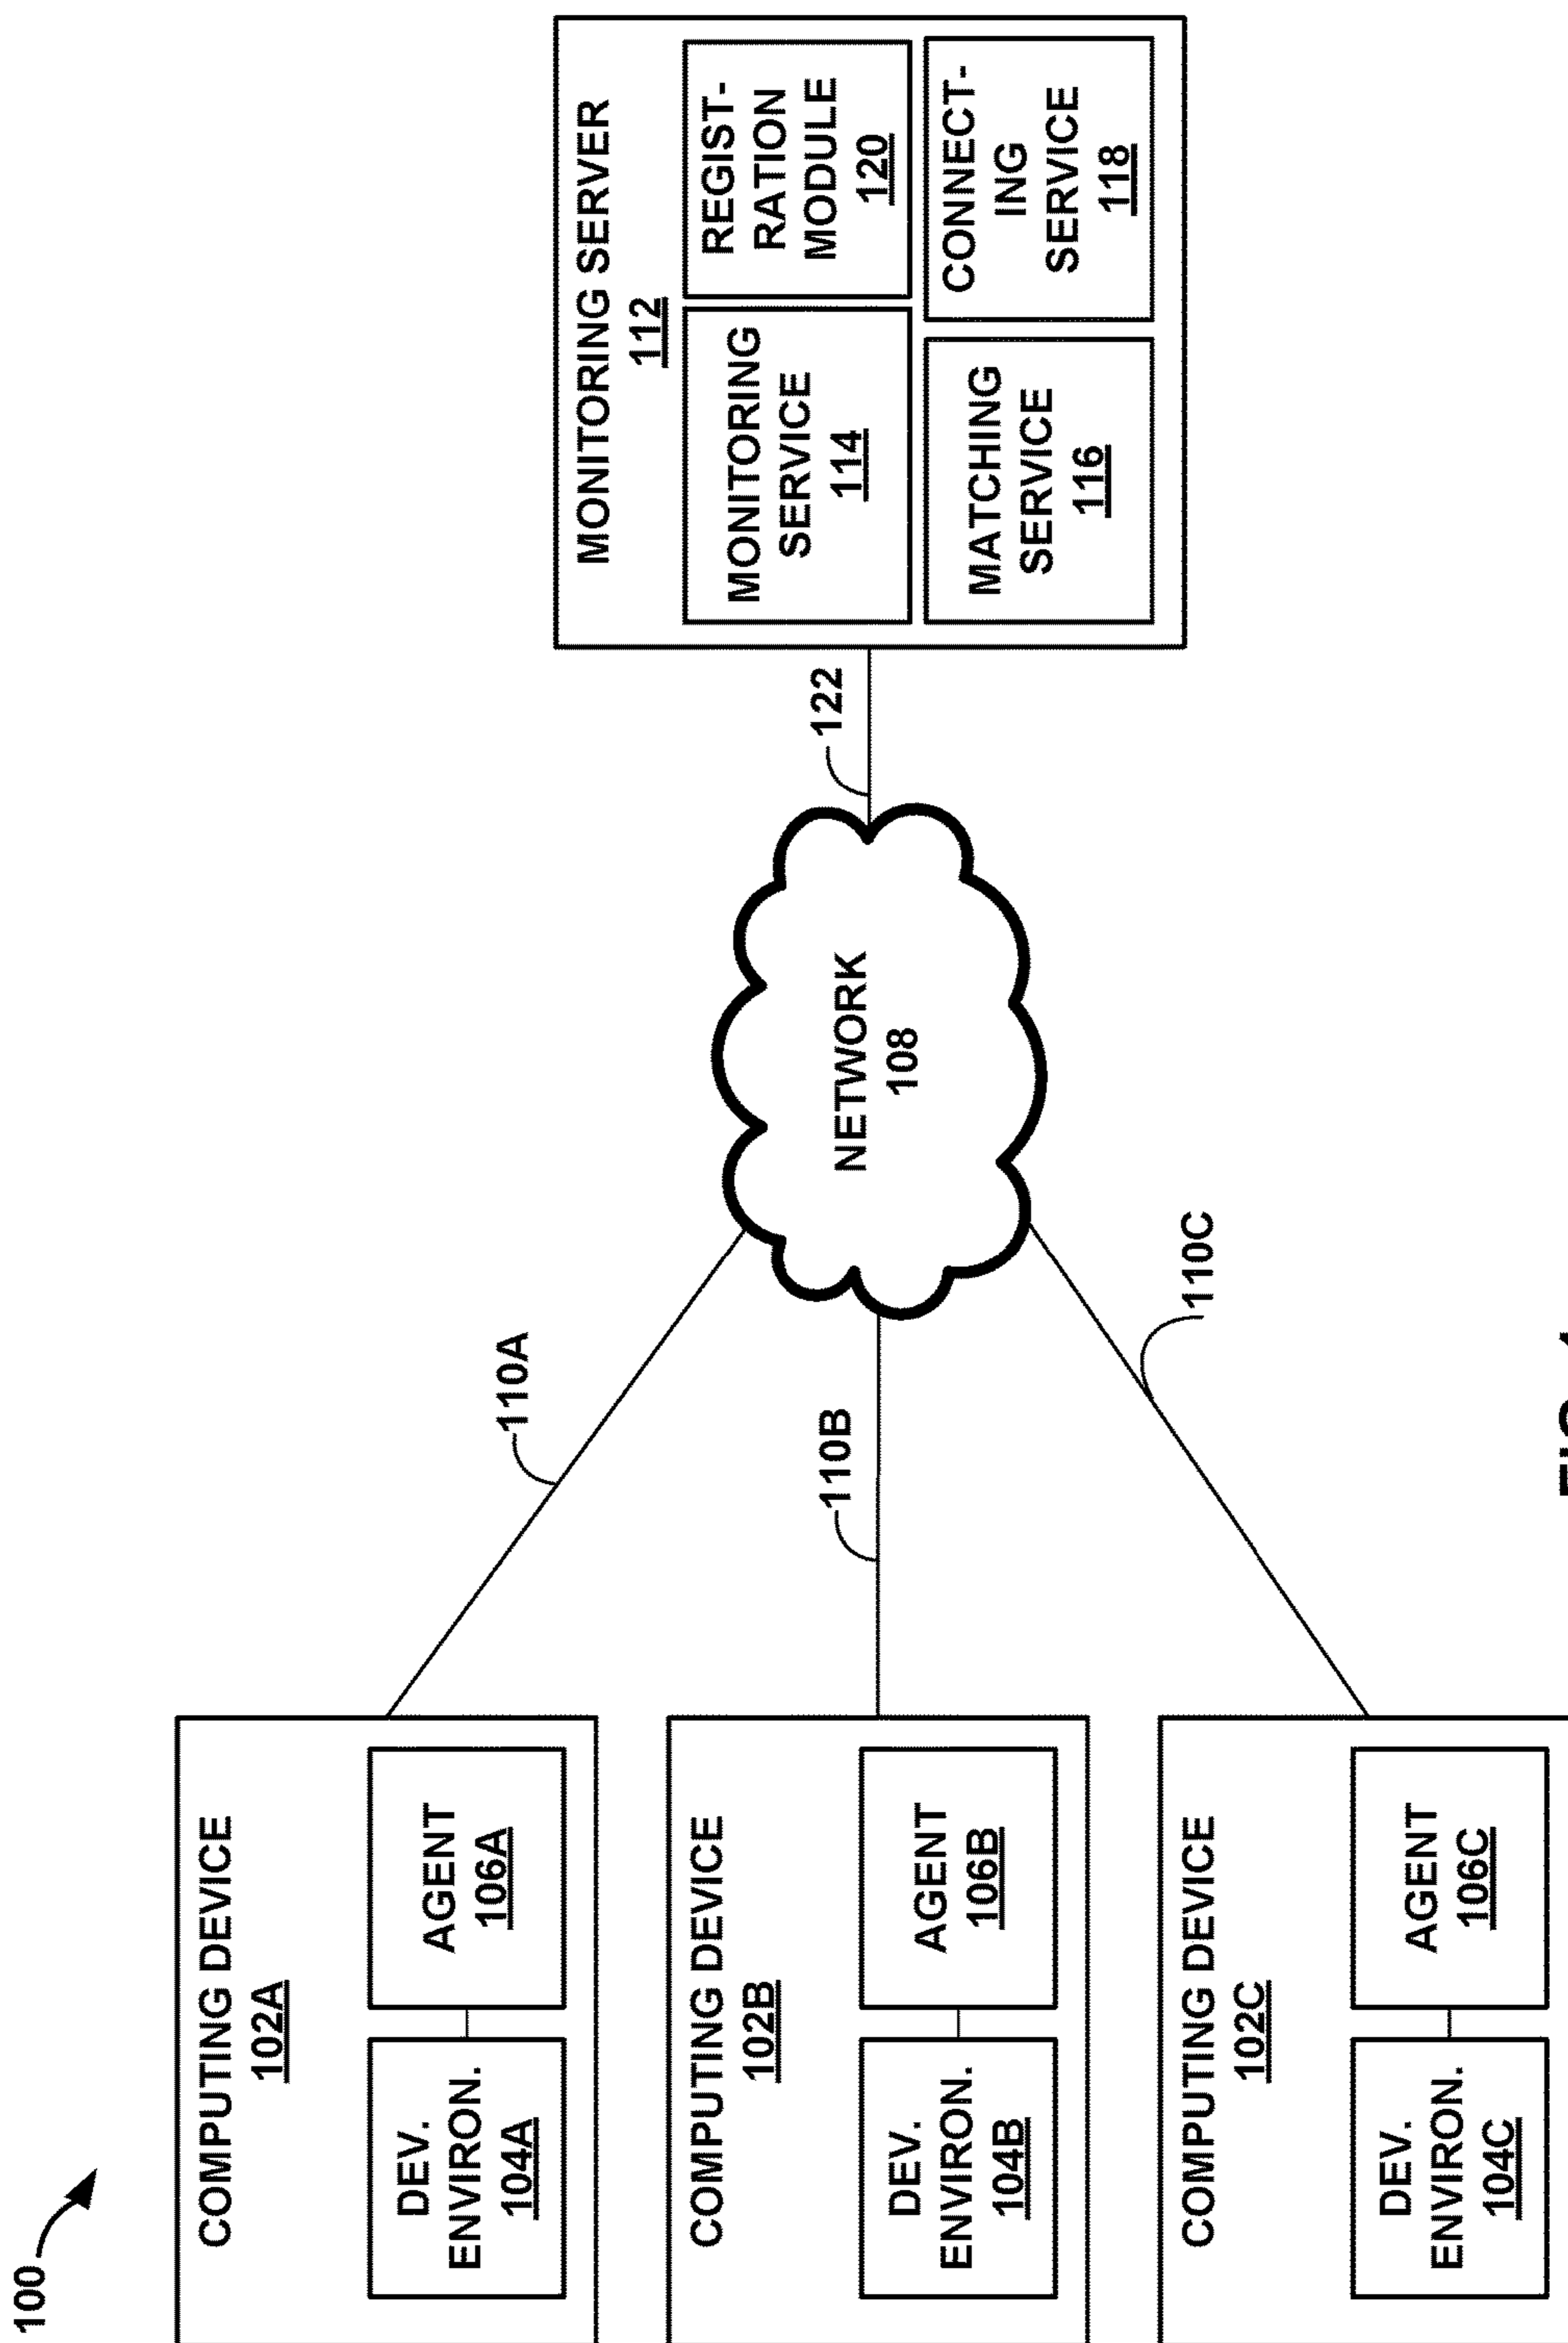 100
COMPUTING DEVICE
102A
DEV.
ENVIRON.
104A
AGENT
106A
COMPUTING DEVICE
102B
DEV.
ENVIRON.
104B
AGENT
106B
COMPUTING DEVICE
102C
DEV.
ENVIRON.
104C
AGENT
106C
110A
110B
110C
NETWORK
108
122
MONITORING SERVER
112
MONITORING
SERVICE
114
REGIST-
RATION
MODULE
120
MATCHING
SERVICE
116
CONNECT-
ING
SERVICE
118